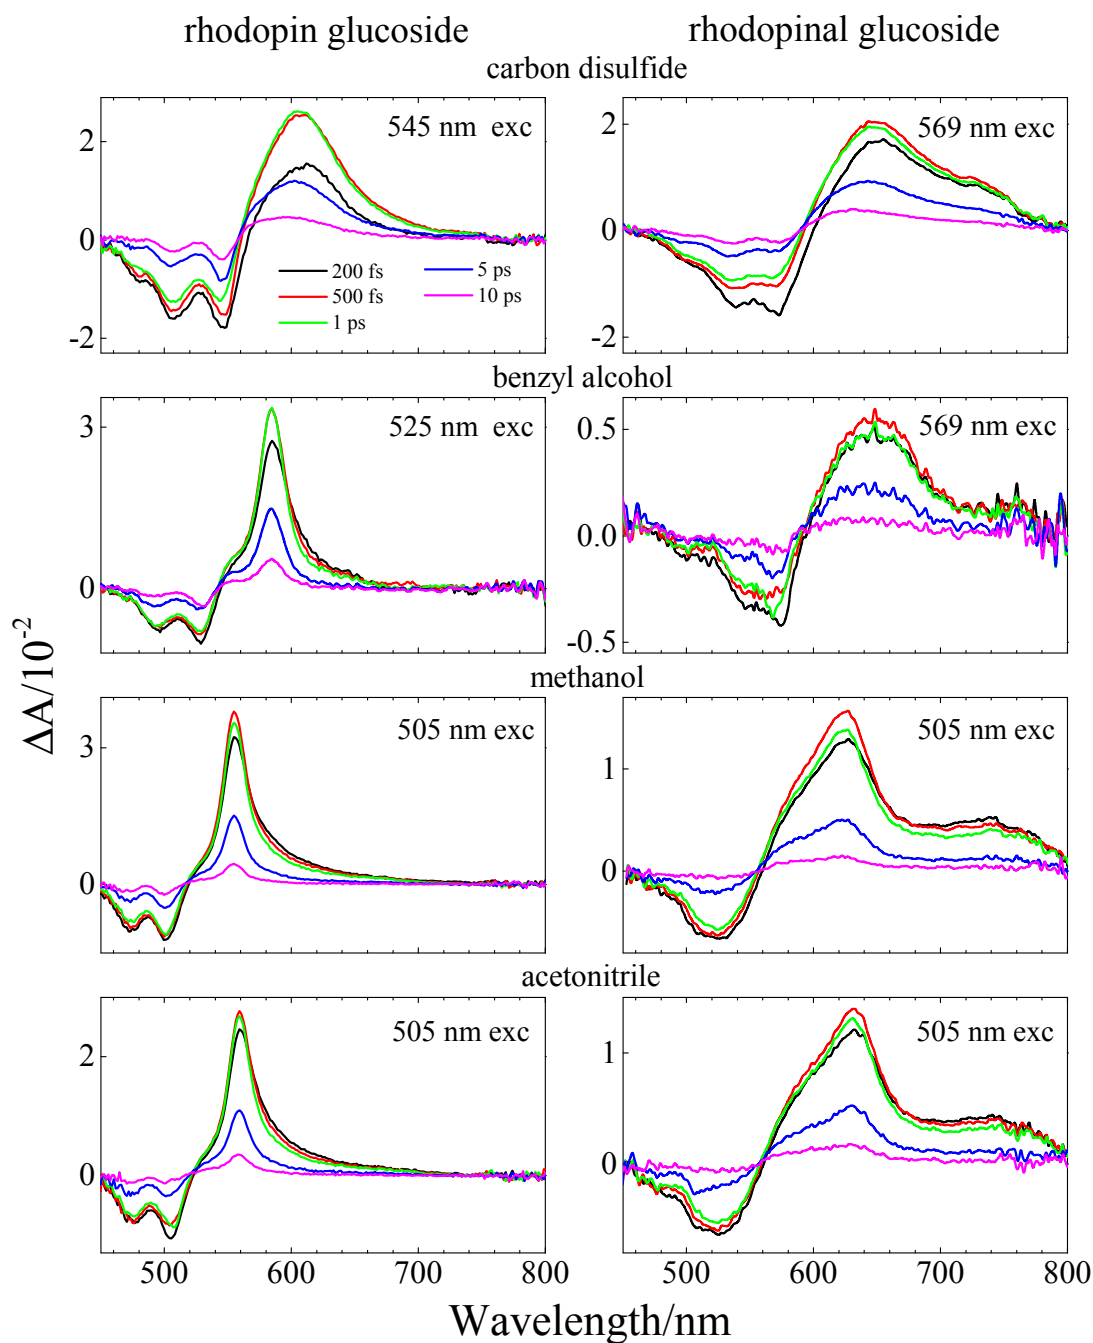 rhodopin glucoside rhodopinal glucoside
carbon disulfide
545 nm exc 569 nm exc
2 2
0 0
200 fs 5 ps
500 fs 10 ps
1 ps
-2 -2
benzyl alcohol
525 nm exc 569 nm exc
3 0.5
0 0.0
-0.5
methanol
505 nm exc 505 nm exc
3 1
0 0
acetonitrile
505 nm exc 505 nm exc
2 1
0 0
500 600 700 800 500 600 700 800
Wavelength/nm
ΔA/10⁻²